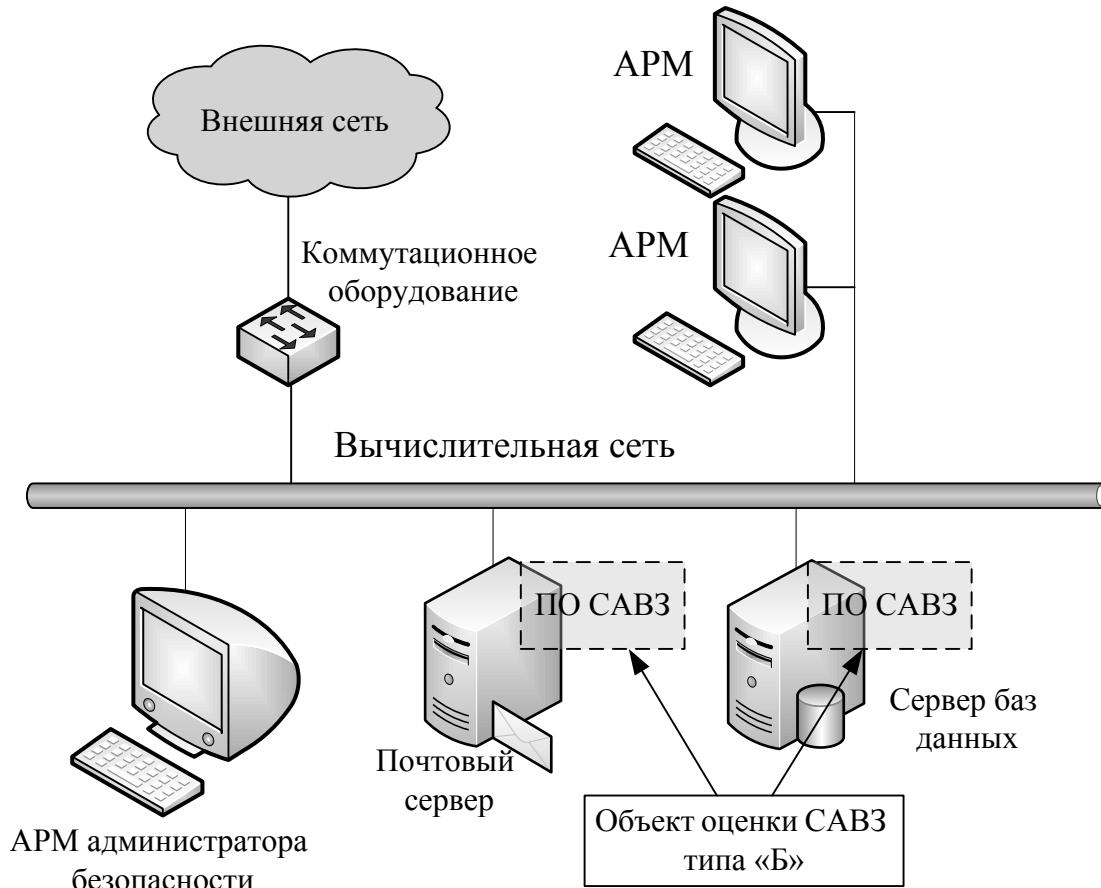 АРМ
Внешняя сеть
АРМ
Коммутационное
оборудование
Вычислительная сеть
ПО САВЗ
ПО САВЗ
Сервер баз
данных
Почтовый
сервер
Объект оценки САВЗ
типа «Б»
АРМ администратора
безопасности